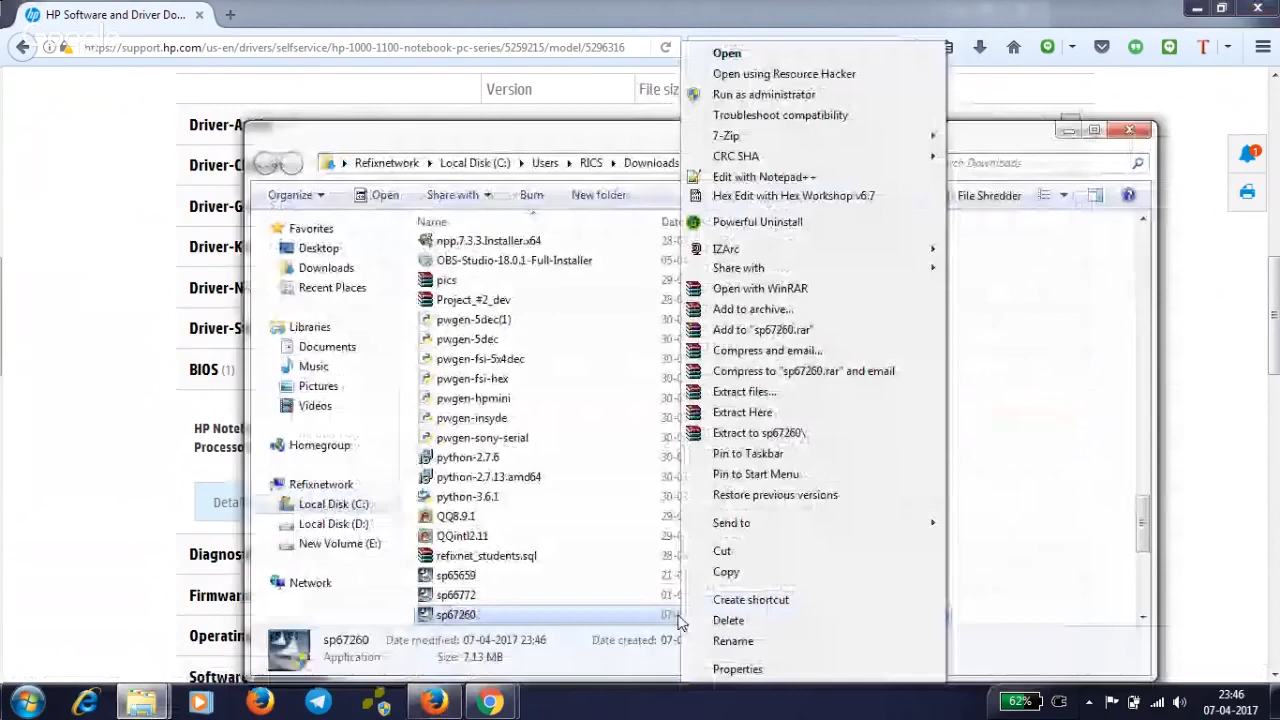 HP Software and Driver Do...
https://support.hp.com/us-en/drivers/selfservice/hp-1000-1100-notebook-pc-series/5259215/model/5296316
Version
File siz
Driver-A
Driver-C
Driver-G
Driver-K
Driver-N
Driver-S
BIOS (1)
HP Noteb
Processo
Detai
Diagnos
Firmwar
Operatin
Softwar
1
Refixnetwork
Local Disk (C:)
Users
RICS
Downloads
Downloads
Organize
Open
Share with
Burn
New folder
File Shredder
Favorites
Desktop
Downloads
Recent Places
Libraries
Documents
Music
Pictures
Videos
Homegroup
Refixnetwork
Local Disk (C:)
Local Disk (D:)
New Volume (E:)
Network
Name
Date
npp.7.3.3.Installer.x64
OBS-Studio-18.0.1-Full-Installer
pics
Project_#2_dev
pwgen-5dec(1)
pwgen-5dec
pwgen-fsi-5x4dec
pwgen-fsi-hex
pwgen-hpmini
pwgen-insyde
pwgen-sony-serial
python-2.7.6
python-2.7.13.amd64
python-3.6.1
QQ8.9.1
QQintl2.11
refixnet_students.sql
sp65659
sp66772
sp67260
sp67260
Date modified: 07-04-2017 23:46
Date created: 07-0
Application
Size: 7.13 MB
Open
Open using Resource Hacker
Run as administrator
Troubleshoot compatibility
7-Zip
CRC SHA
Edit with Notepad++
Hex Edit with Hex Workshop v6.7
Powerful Uninstall
IZArc
Share with
Open with WinRAR
Add to archive...
Add to "sp67260.rar"
Compress and email...
Compress to "sp67260.rar" and email
Extract files...
Extract Here
Extract to sp67260\
Pin to Taskbar
Pin to Start Menu
Restore previous versions
Send to
Cut
Copy
Create shortcut
Delete
Rename
Properties
62%
23:46
07-04-2017